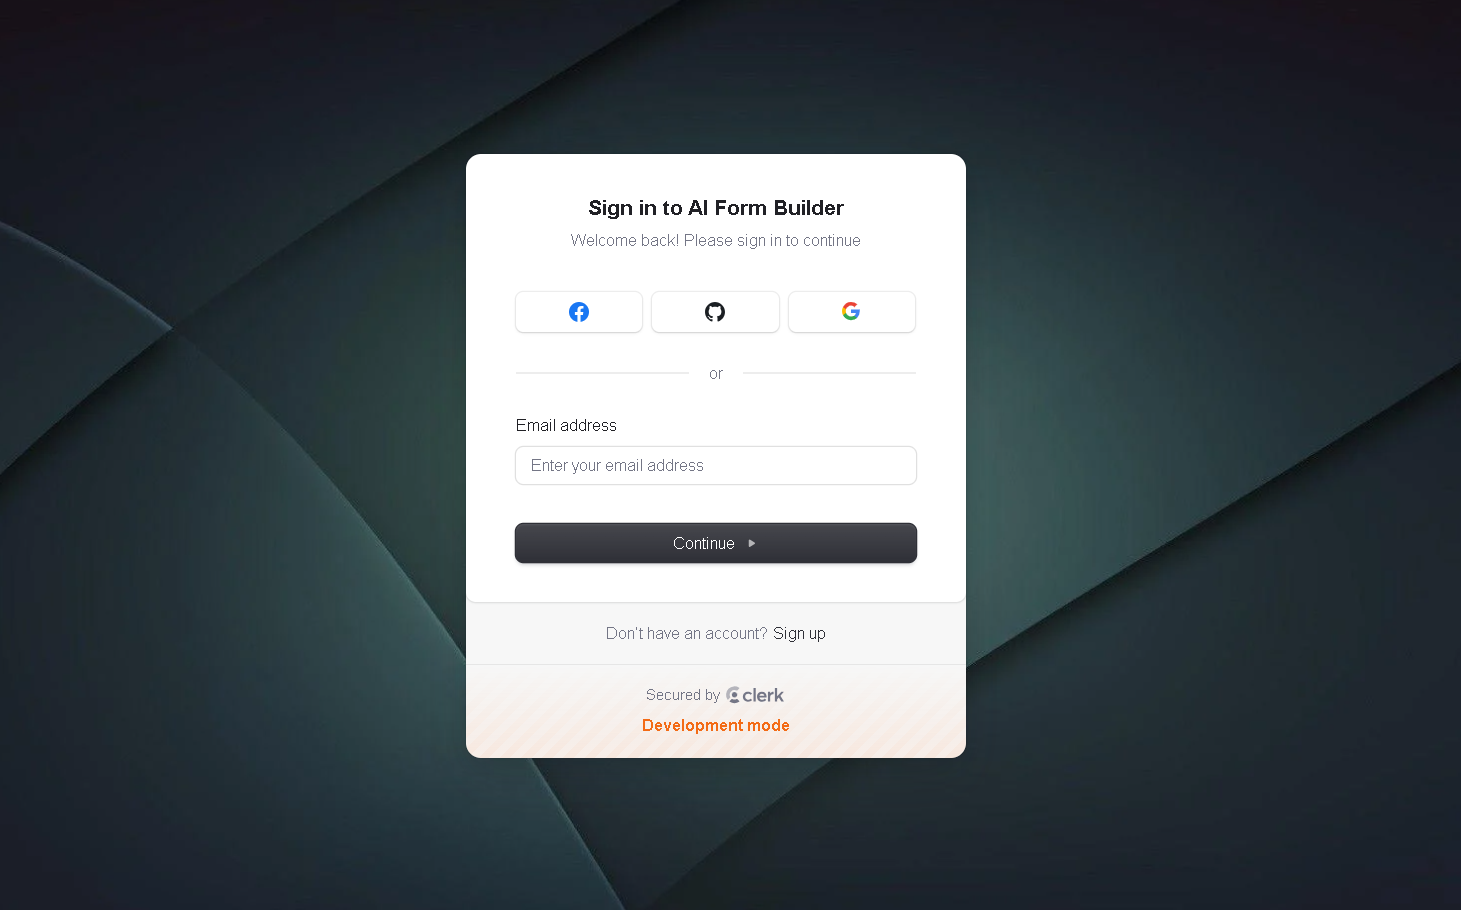 Sign in to AI Form Builder
Welcome back! Please sign in to continue
or
Email address
Enter your email address
Continue
Don't have an account? Sign up
Secured by clerk
Development mode